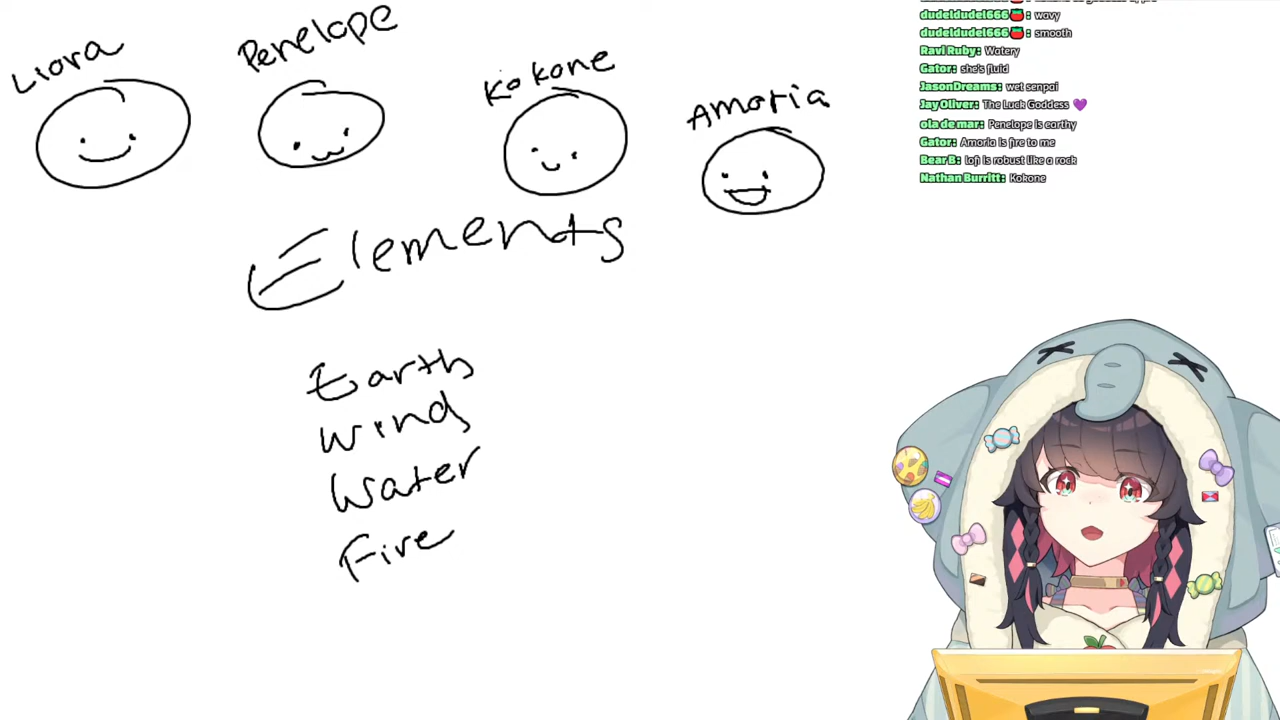 Liora
Penelope
Kokone
Amoria
Elements
Earth
Wind
Water
Fire
dudeldudel666: wavy
dudeldudel666: smooth
Ravi Ruby: Watery
Gator: she's fluid
JasonDreams: wet senpai
Jay Oliver: The Luck Goddess 💜
ola de mar: Penelope is earthy
Gator: Amoria is fire to me
Bear B: lofi is robust like a rock
Nathan Burritt: Kokone